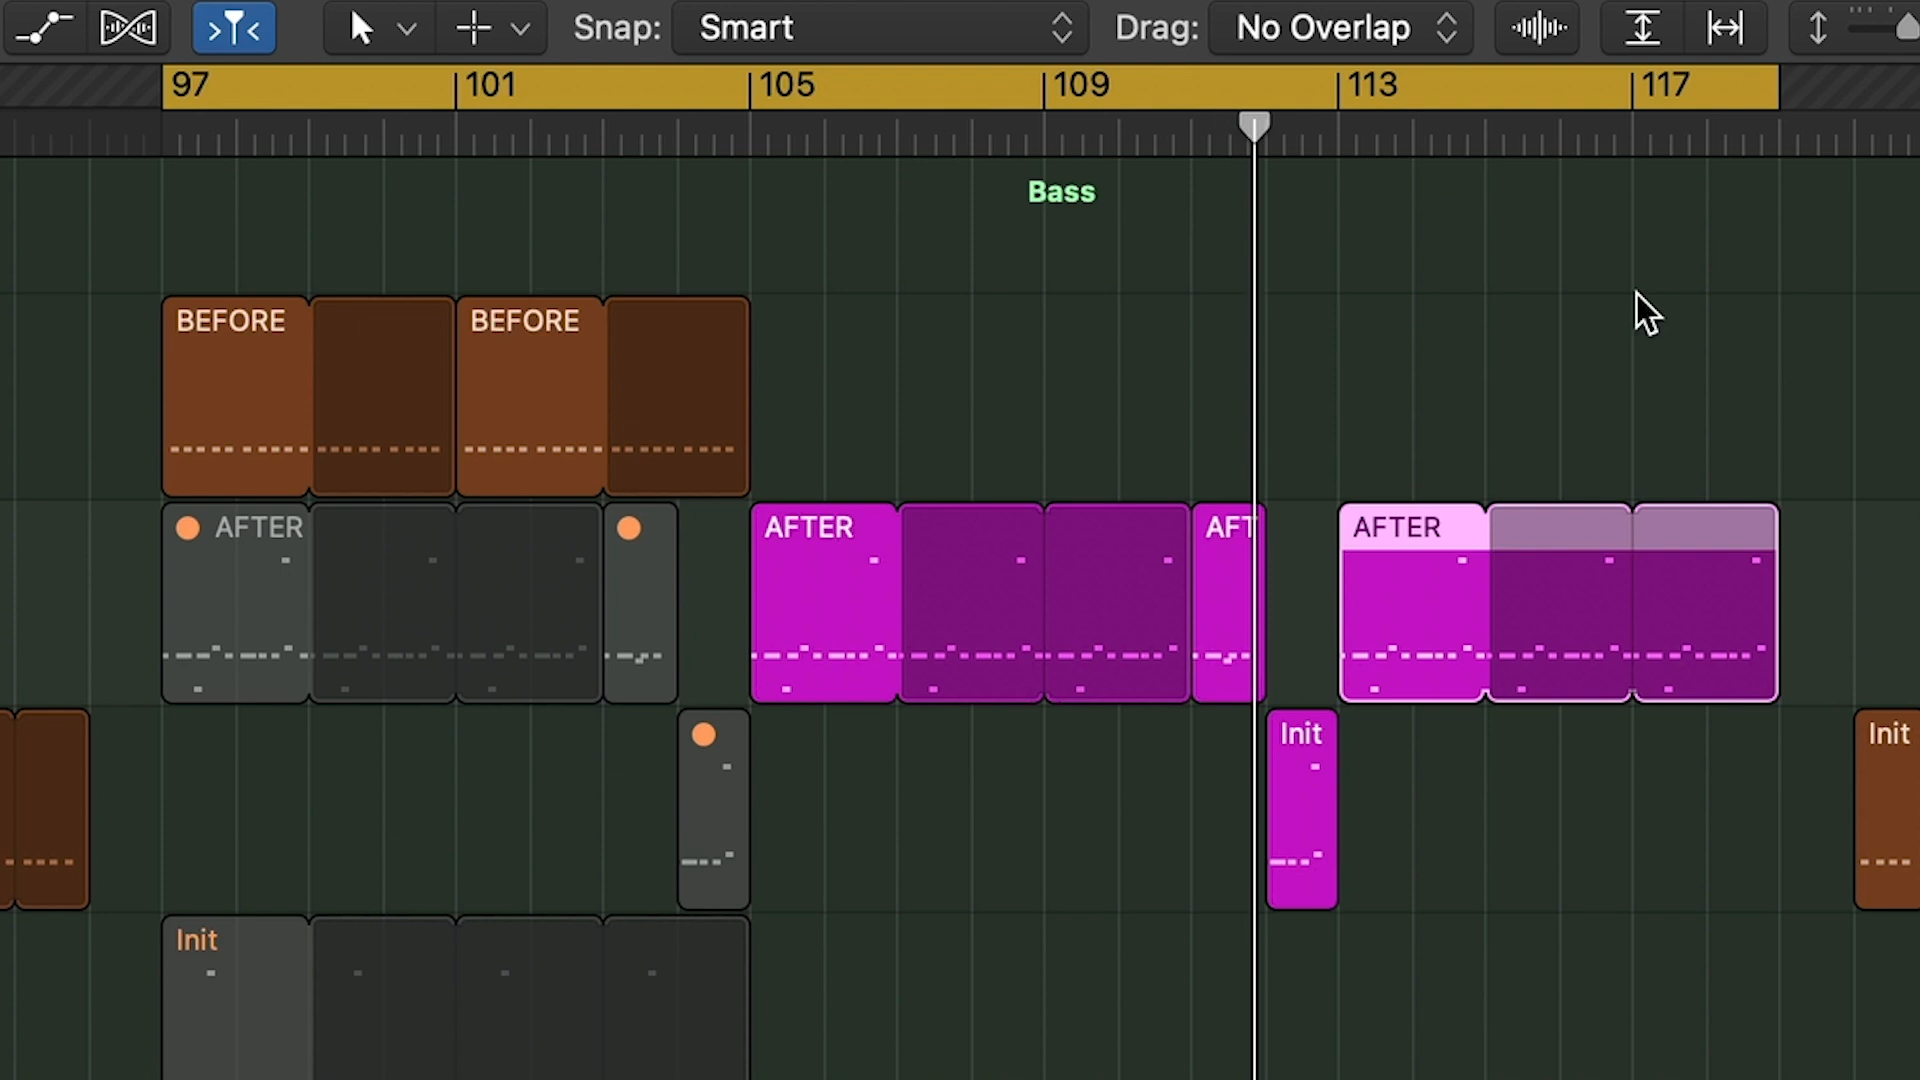 Snap: Smart Drag: No Overlap
97 101 105 109 113 117
Bass
BEFORE BEFORE
AFTER AFTER AFT AFTER
Init Init
Init